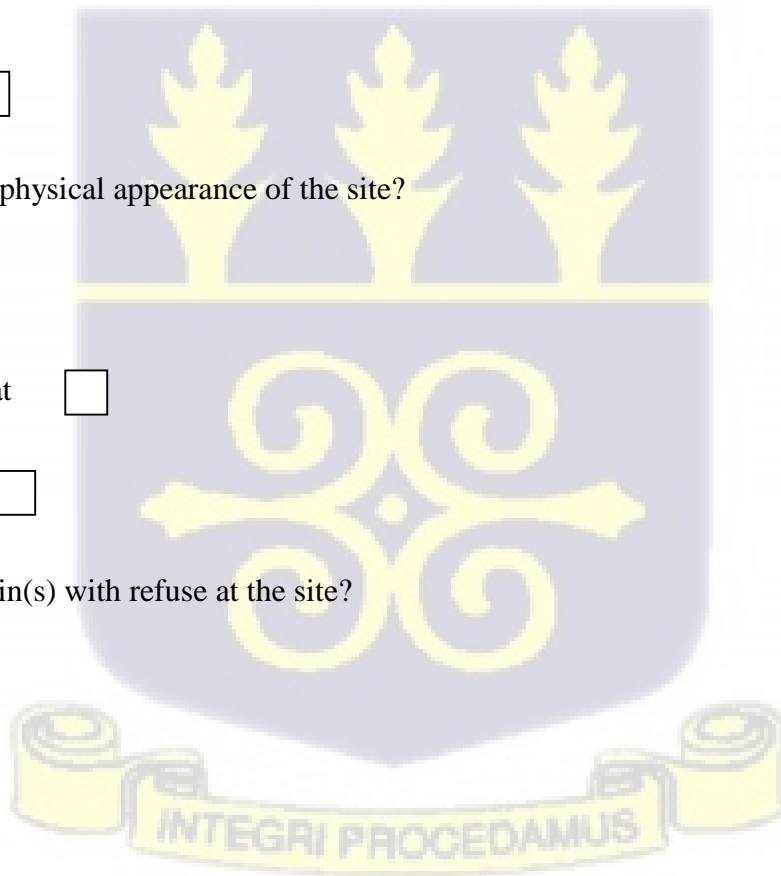 physical appearance of the site?
in(s) with refuse at the site?
INTEGRI PROCEDAMUS